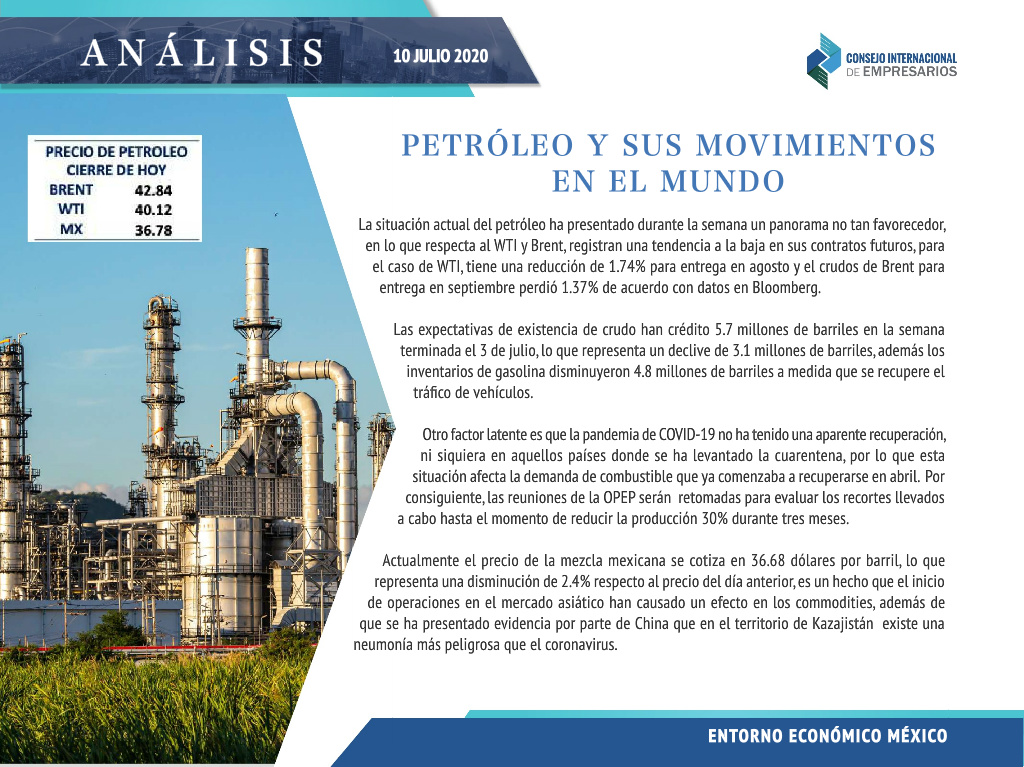 ANÁLISIS
10 JULIO 2020
CONSEJO INTERNACIONAL
DE EMPRESARIOS
PRECIO DE PETROLEO
CIERRE DE HOY
BRENT 42.84
WTI 40.12
MX 36.78
PETRÓLEO Y SUS MOVIMIENTOS
EN EL MUNDO
La situación actual del petróleo ha presentado durante la semana un panorama no tan favorecedor,
en lo que respecta al WTI y Brent, registran una tendencia a la baja en sus contratos futuros, para
el caso de WTI, tiene una reducción de 1.74% para entrega en agosto y el crudos de Brent para
entrega en septiembre perdió 1.37% de acuerdo con datos en Bloomberg.
Las expectativas de existencia de crudo han crédito 5.7 millones de barriles en la semana
terminada el 3 de julio, lo que representa un declive de 3.1 millones de barriles, además los
inventarios de gasolina disminuyeron 4.8 millones de barriles a medida que se recupere el
tráfico de vehículos.
Otro factor latente es que la pandemia de COVID-19 no ha tenido una aparente recuperación,
ni siquiera en aquellos países donde se ha levantado la cuarentena, por lo que esta
situación afecta la demanda de combustible que ya comenzaba a recuperarse en abril. Por
consiguiente, las reuniones de la OPEP serán retomadas para evaluar los recortes llevados
a cabo hasta el momento de reducir la producción 30% durante tres meses.
Actualmente el precio de la mezcla mexicana se cotiza en 36.68 dólares por barril, lo que
representa una disminución de 2.4% respecto al precio del día anterior, es un hecho que el inicio
de operaciones en el mercado asiático han causado un efecto en los commodities, además de
que se ha presentado evidencia por parte de China que en el territorio de Kazajistán existe una
neumonía más peligrosa que el coronavirus.
ENTORNO ECONÓMICO MÉXICO